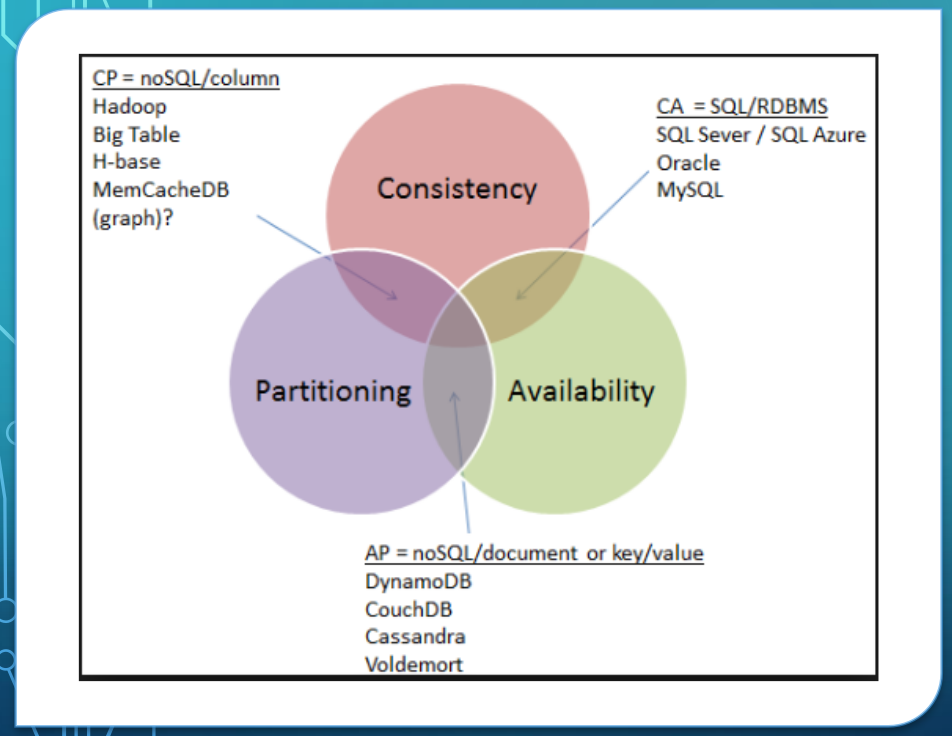 CP = noSQL/column
Hadoop
Big Table
H-base
MemCacheDB
(graph)?
CA = SQL/RDBMS
SQL Sever / SQL Azure
Oracle
MySQL
Consistency
Partitioning
Availability
AP = noSQL/document or key/value
DynamoDB
CouchDB
Cassandra
Voldemort